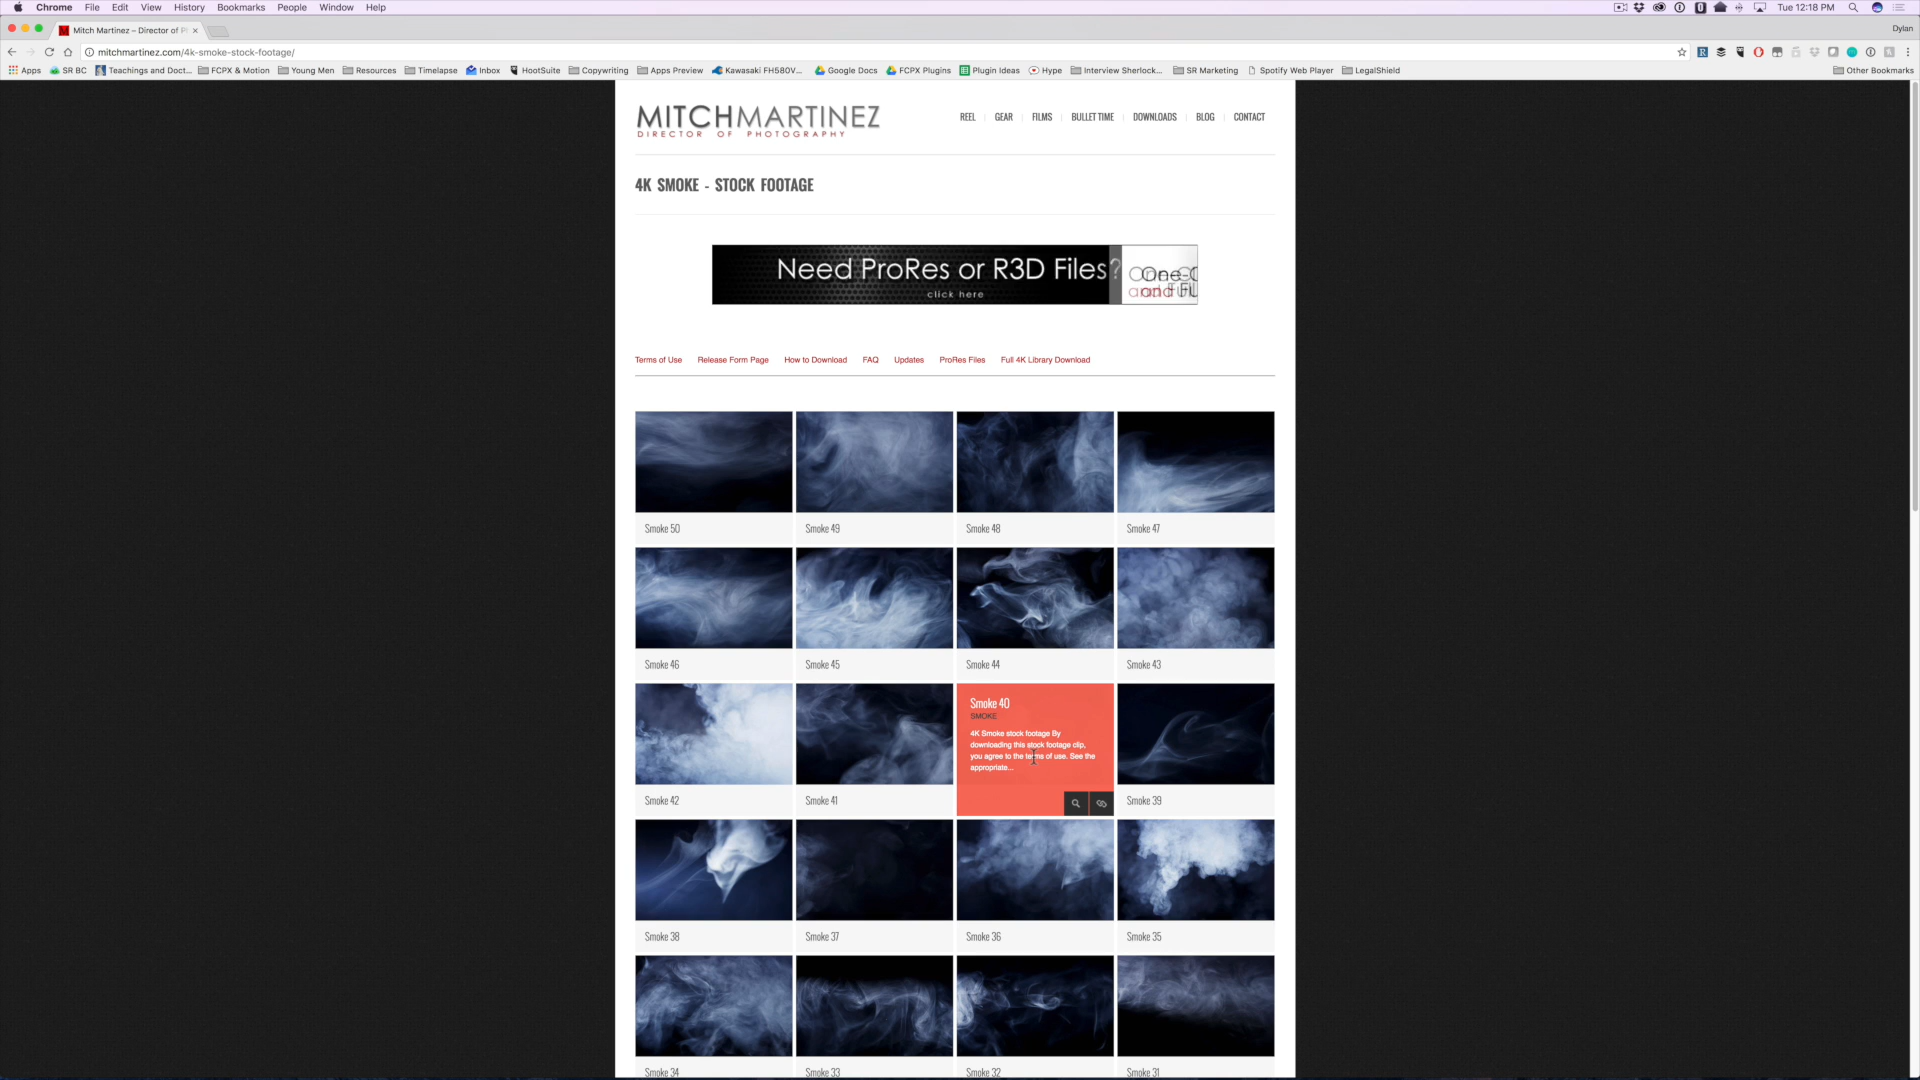 Chrome File Edit View History Bookmarks People Window Help Tue 12:18 PM
Mitch Martinez – Director of P Dylan
mitchmartinez.com/4k-smoke-stock-footage/
Apps SR BC Teachings and Doct... FCPX & Motion Young Men Resources Timelapse Inbox HootSuite Copywriting Apps Preview Kawasaki FH580V... Google Docs FCPX Plugins Plugin Ideas Hype Interview Sherlock... SR Marketing Spotify Web Player LegalShield Other Bookmarks
MITCHMARTINEZ
DIRECTOR OF PHOTOGRAPHY
REEL GEAR FILMS BULLET TIME DOWNLOADS BLOG CONTACT
4K SMOKE - STOCK FOOTAGE
Need ProRes or R3D Files?
click here
Terms of Use Release Form Page How to Download FAQ Updates ProRes Files Full 4K Library Download
Smoke 50 Smoke 49 Smoke 48 Smoke 47
Smoke 46 Smoke 45 Smoke 44 Smoke 43
Smoke 40
SMOKE
4K Smoke stock footage By
downloading this stock footage clip,
you agree to the terms of use. See the
appropriate...
Smoke 42 Smoke 41 Smoke 39
Smoke 38 Smoke 37 Smoke 36 Smoke 35
Smoke 34 Smoke 33 Smoke 32 Smoke 31